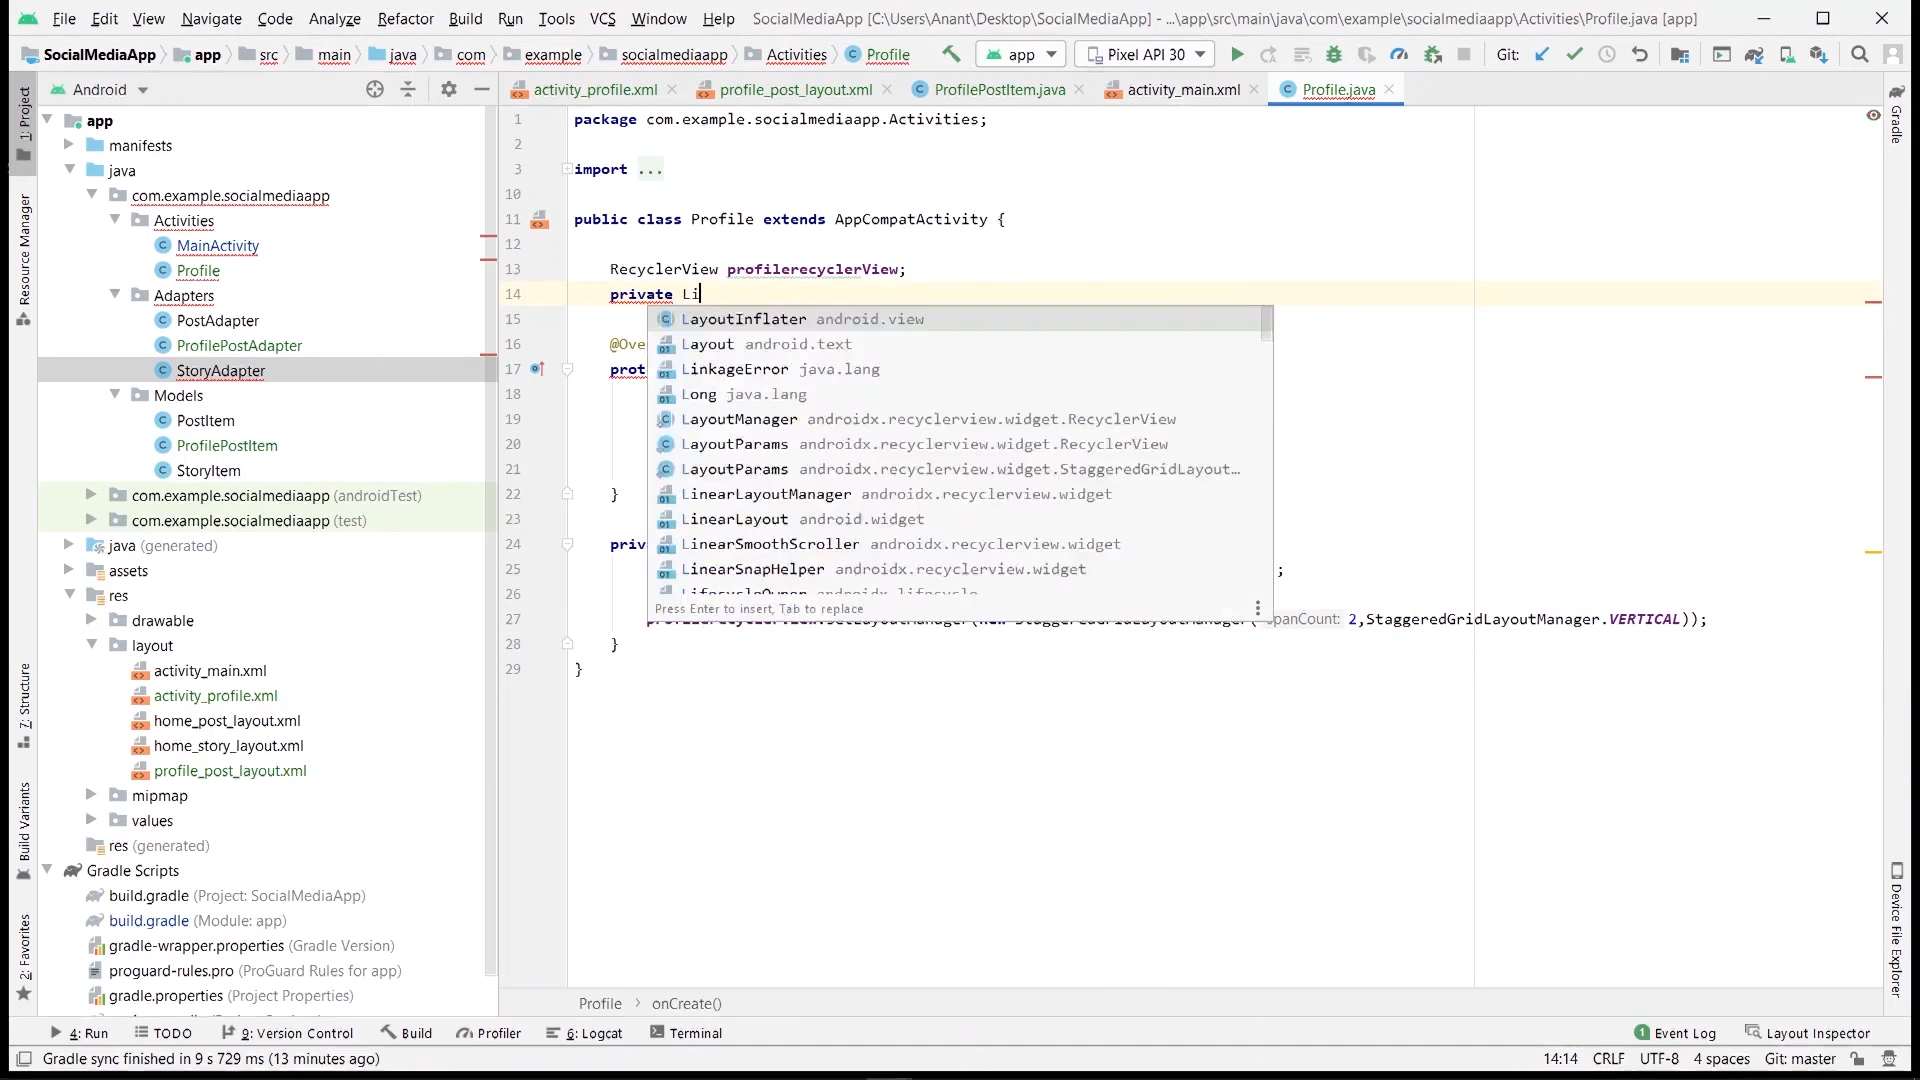 File Edit View Navigate Code Analyze Refactor Build Run Tools VCS Window Help SocialMediaApp [C:\Users\Anant\Desktop\SocialMediaApp] - ...\app\src\main\java\com\example\socialmediaapp\Activities\Profile.java [app]
SocialMediaApp app src main java com example socialmediaapp Activities Profile app Pixel API 30 Git:
Android
activity_profile.xml profile_post_layout.xml ProfilePostItem.java activity_main.xml Profile.java
1: Project
Resource Manager
7: Structure
Build Variants
2: Favorites
app
manifests
java
com.example.socialmediaapp
Activities
MainActivity
Profile
Adapters
PostAdapter
ProfilePostAdapter
StoryAdapter
Models
PostItem
ProfilePostItem
StoryItem
com.example.socialmediaapp (androidTest)
com.example.socialmediaapp (test)
java (generated)
assets
res
drawable
layout
activity_main.xml
activity_profile.xml
home_post_layout.xml
home_story_layout.xml
profile_post_layout.xml
mipmap
values
res (generated)
Gradle Scripts
build.gradle (Project: SocialMediaApp)
build.gradle (Module: app)
gradle-wrapper.properties (Gradle Version)
proguard-rules.pro (ProGuard Rules for app)
gradle.properties (Project Properties)
1 package com.example.socialmediaapp.Activities;
2
3 import ...
10
11 public class Profile extends AppCompatActivity {
12
13 RecyclerView profilerecyclerView;
14 private Li
15
16 @Ove
17 prot
18
19
20
21
22 }
23
24 priv
25 ;
26
27 spanCount: 2,StaggeredGridLayoutManager.VERTICAL));
28 }
29 }
LayoutInflater android.view
Layout android.text
LinkageError java.lang
Long java.lang
LayoutManager androidx.recyclerview.widget.RecyclerView
LayoutParams androidx.recyclerview.widget.RecyclerView
LayoutParams androidx.recyclerview.widget.StaggeredGridLayout…
LinearLayoutManager androidx.recyclerview.widget
LinearLayout android.widget
LinearSmoothScroller androidx.recyclerview.widget
LinearSnapHelper androidx.recyclerview.widget
LifecycleOwner androidx.lifecycle
Press Enter to insert, Tab to replace
Gradle
Device File Explorer
Profile onCreate()
4: Run TODO 9: Version Control Build Profiler 6: Logcat Terminal 1 Event Log Layout Inspector
Gradle sync finished in 9 s 729 ms (13 minutes ago) 14:14 CRLF UTF-8 4 spaces Git: master